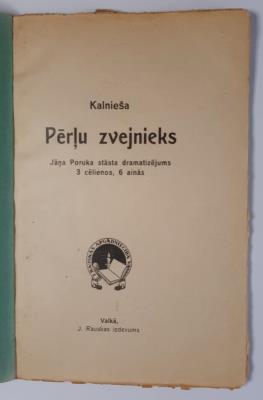 Kalnieša
Pērļu zvejnieks
Jāņa Poruka stāsta dramatizējums
3 cēlienos, 6 ainās
Valkā,
J. Rauskas izdevums